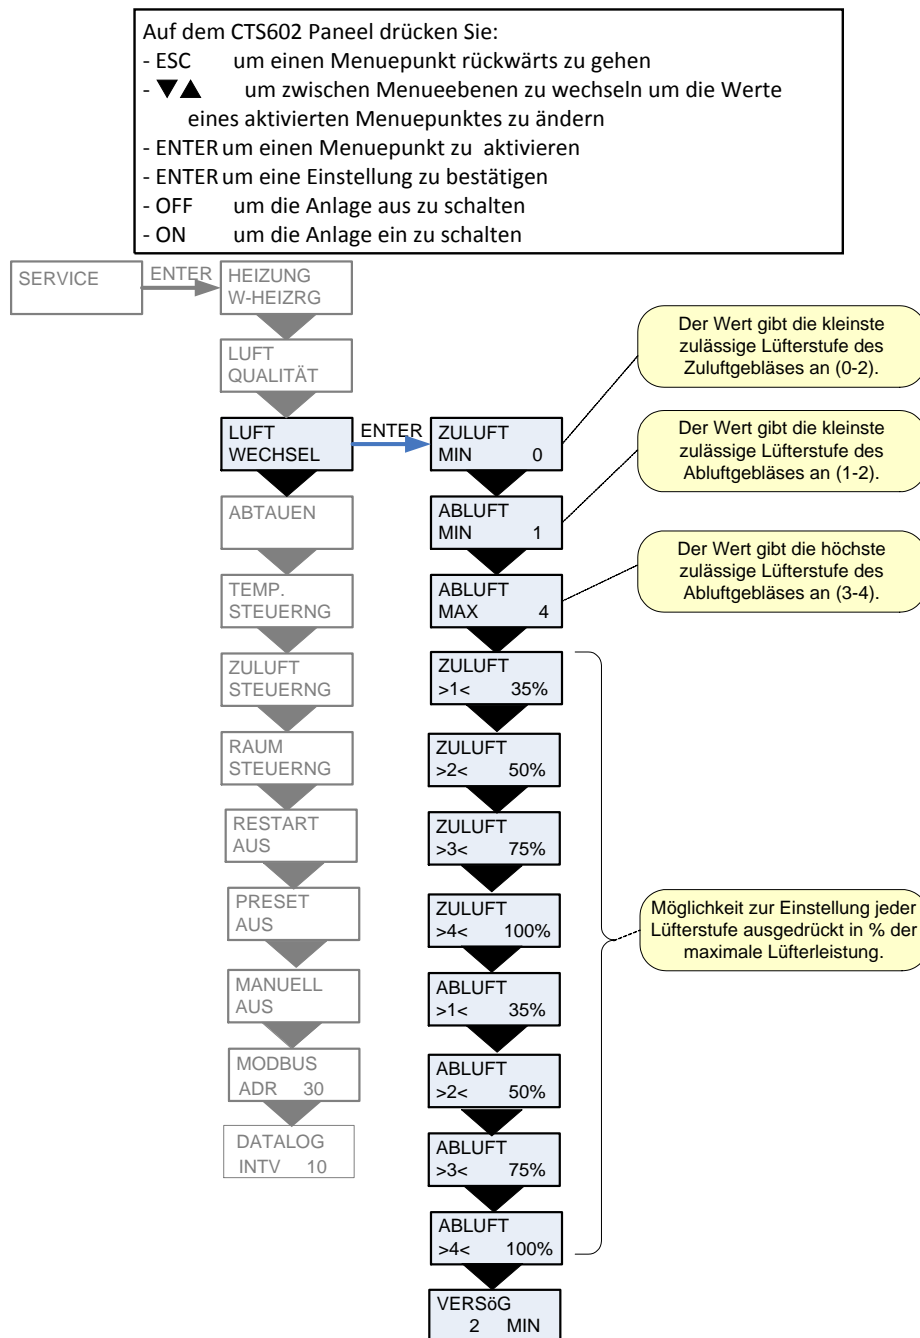 Auf dem CTS602 Paneel drücken Sie:
- ESC um einen Menuepunkt rückwärts zu gehen
- ▼▲ um zwischen Menueebenen zu wechseln um die Werte
eines aktivierten Menuepunktes zu ändern
- ENTER um einen Menuepunkt zu aktivieren
- ENTER um eine Einstellung zu bestätigen
- OFF um die Anlage aus zu schalten
- ON um die Anlage ein zu schalten
SERVICE
ENTER
HEIZUNG
W-HEIZRG
LUFT
QUALITÄT
LUFT
WECHSEL
ENTER
ABTAUEN
TEMP.
STEUERNG
ZULUFT
STEUERNG
RAUM
STEUERNG
RESTART
AUS
PRESET
AUS
MANUELL
AUS
MODBUS
ADR 30
DATALOG
INTV 10
ZULUFT
MIN 0
ABLUFT
MIN 1
ABLUFT
MAX 4
ZULUFT
>1< 35%
ZULUFT
>2< 50%
ZULUFT
>3< 75%
ZULUFT
>4< 100%
ABLUFT
>1< 35%
ABLUFT
>2< 50%
ABLUFT
>3< 75%
ABLUFT
>4< 100%
VERSöG
2 MIN
Der Wert gibt die kleinste
zulässige Lüfterstufe des
Zuluftgebläses an (0-2).
Der Wert gibt die kleinste
zulässige Lüfterstufe des
Abluftgebläses an (1-2).
Der Wert gibt die höchste
zulässige Lüfterstufe des
Abluftgebläses an (3-4).
Möglichkeit zur Einstellung jeder
Lüfterstufe ausgedrückt in % der
maximale Lüfterleistung.